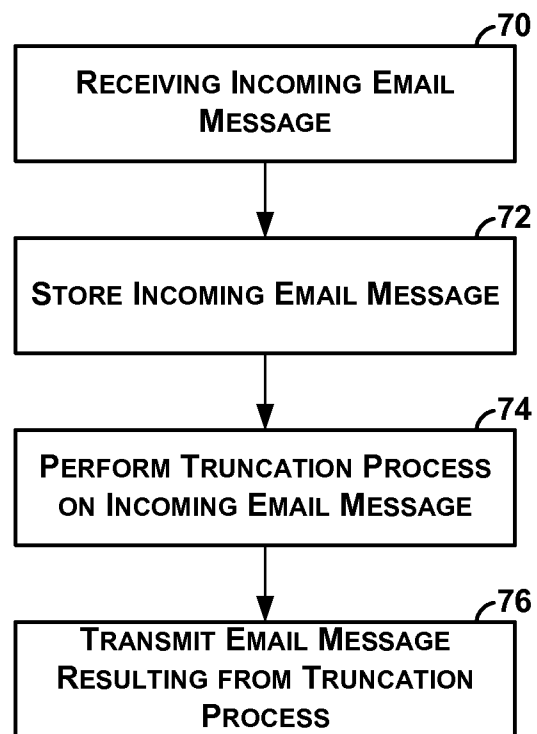 70
RECEIVING INCOMING EMAIL
MESSAGE
72
STORE INCOMING EMAIL MESSAGE
74
PERFORM TRUNCATION PROCESS
ON INCOMING EMAIL MESSAGE
76
TRANSMIT EMAIL MESSAGE
RESULTING FROM TRUNCATION
PROCESS